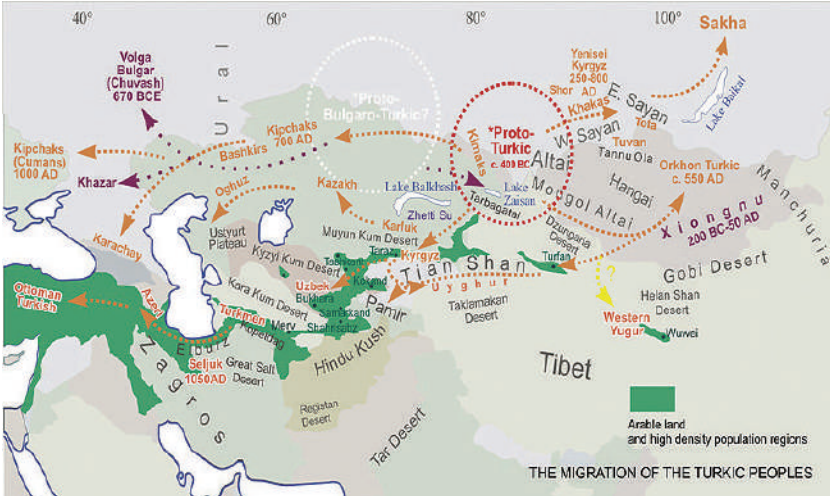 40°
60°
80°
100°
Sakha
Volga
Bulgar
(Chuvash)
670 BCE
Ural
*Proto-
Bulgaro-Turkic?
Yenisei
Kyrgyz
250-800
AD
Shor
Khakas
E. Sayan
Lake Baikal
Kipchaks
(Cumans)
1000 AD
Kipchaks
700 AD
Bashkirs
Kimaks
*Proto-
Turkic
c. 400 BC
W Sayan
Tofa
Tuvan
Tannu Ola
Altai
Orkhon Turkic
c. 550 AD
Khazar
Oghuz
Kazakh
Lake Balkhash
Lake
Zaisan
Mongol Altai
Hangai
Manchuria
Tarbagatai
Zhetti Su
Xiongnu
200 BC-50 AD
Karachay
Ustyurt
Plateau
Karluk
Muyun Kum Desert
Dzungaria
Desert
Kyzyl Kum Desert
Taraz
Kyrgyz
Tian Shan
Turfan
Gobi Desert
Tashkent
Uzbek
Kokand
Uyghur
?
Helan Shan
Desert
Ottoman
Turkish
Azeri
Kara Kum Desert
Bukhera
Pamir
Taklamakan
Desert
Turkmen
Samarkand
Western
Yugur
Wuwei
Kopetdag
Merv
Shahrisabz
Elburz
Seljuk
1050AD
Great Salt
Desert
Hindu Kush
Zagros
Tibet
Registan
Desert
Tar Desert
Arable land
and high density population regions
THE MIGRATION OF THE TURKIC PEOPLES